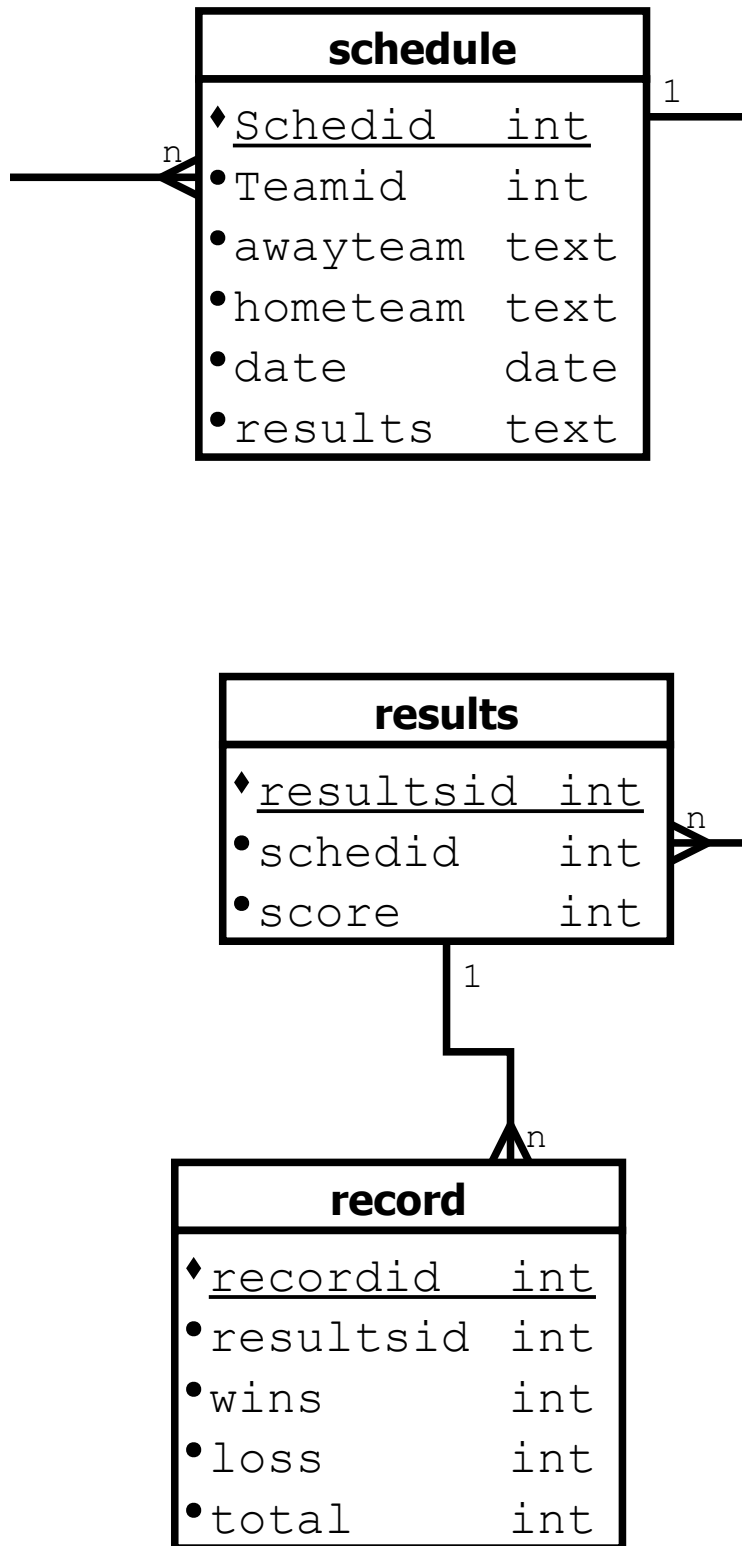 schedule
1
Schedid int
n
Teamid int
awayteam text
hometeam text
date date
results text
results
resultsid int
n
schedid int
score int
1
n
record
recordid int
resultsid int
wins int
loss int
total int